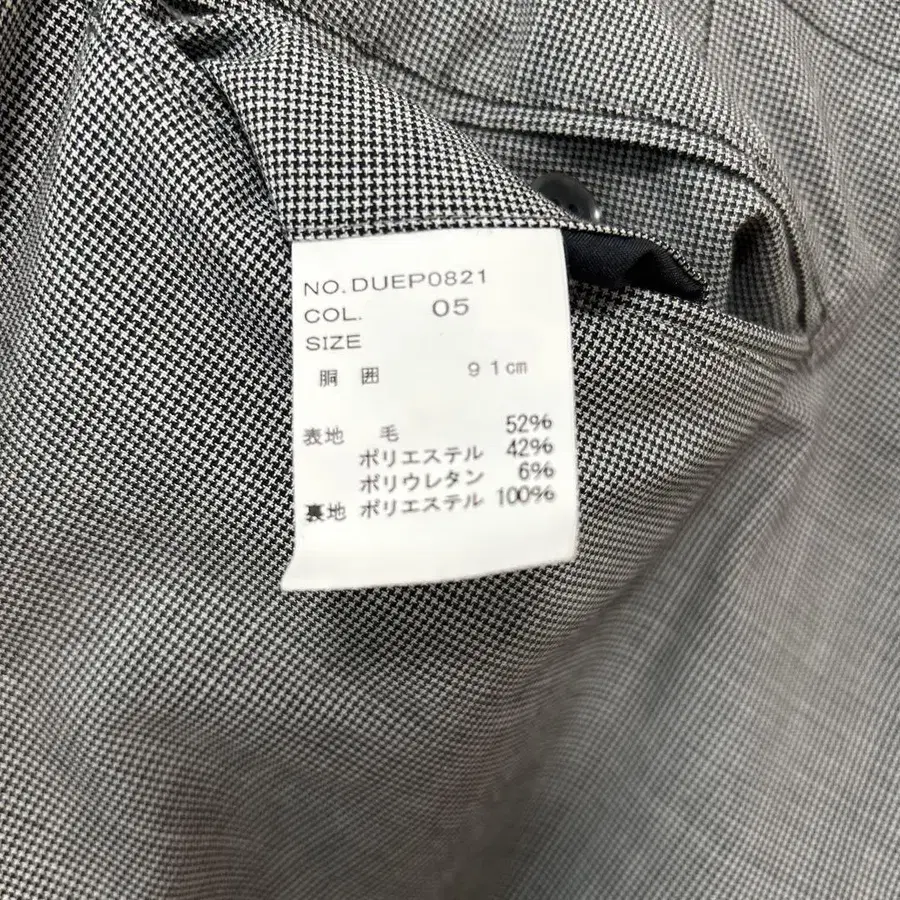 NO.DUEP0821
COL. 05
SIZE
胴囲 91cm
表地 毛 52%
ポリエステル 42%
ポリウレタン 6%
裏地 ポリエステル 100%